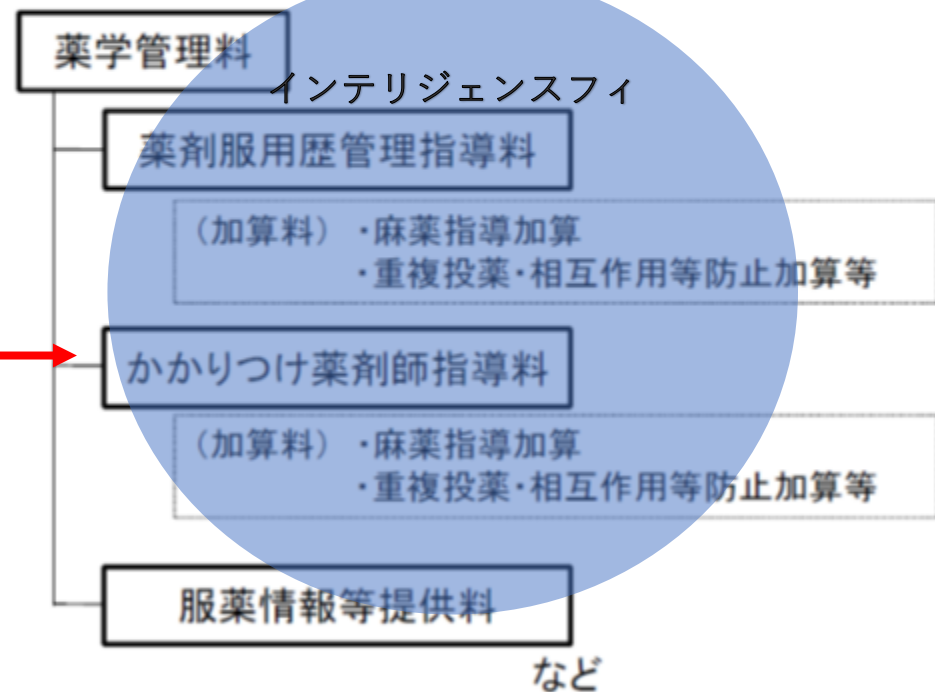 薬学管理料
インテリジェンスフィ
薬剤服用歴管理指導料
（加算料）・麻薬指導加算
・重複投薬・相互作用等防止加算等
かかりつけ薬剤師指導料
（加算料）・麻薬指導加算
・重複投薬・相互作用等防止加算等
服薬情報等提供料
など